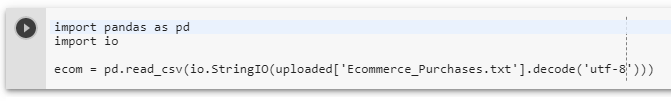 import pandas as pd
import io
ecom = pd.read_csv(io.StringIO(uploaded['Ecommerce_Purchases.txt'].decode('utf-8')))